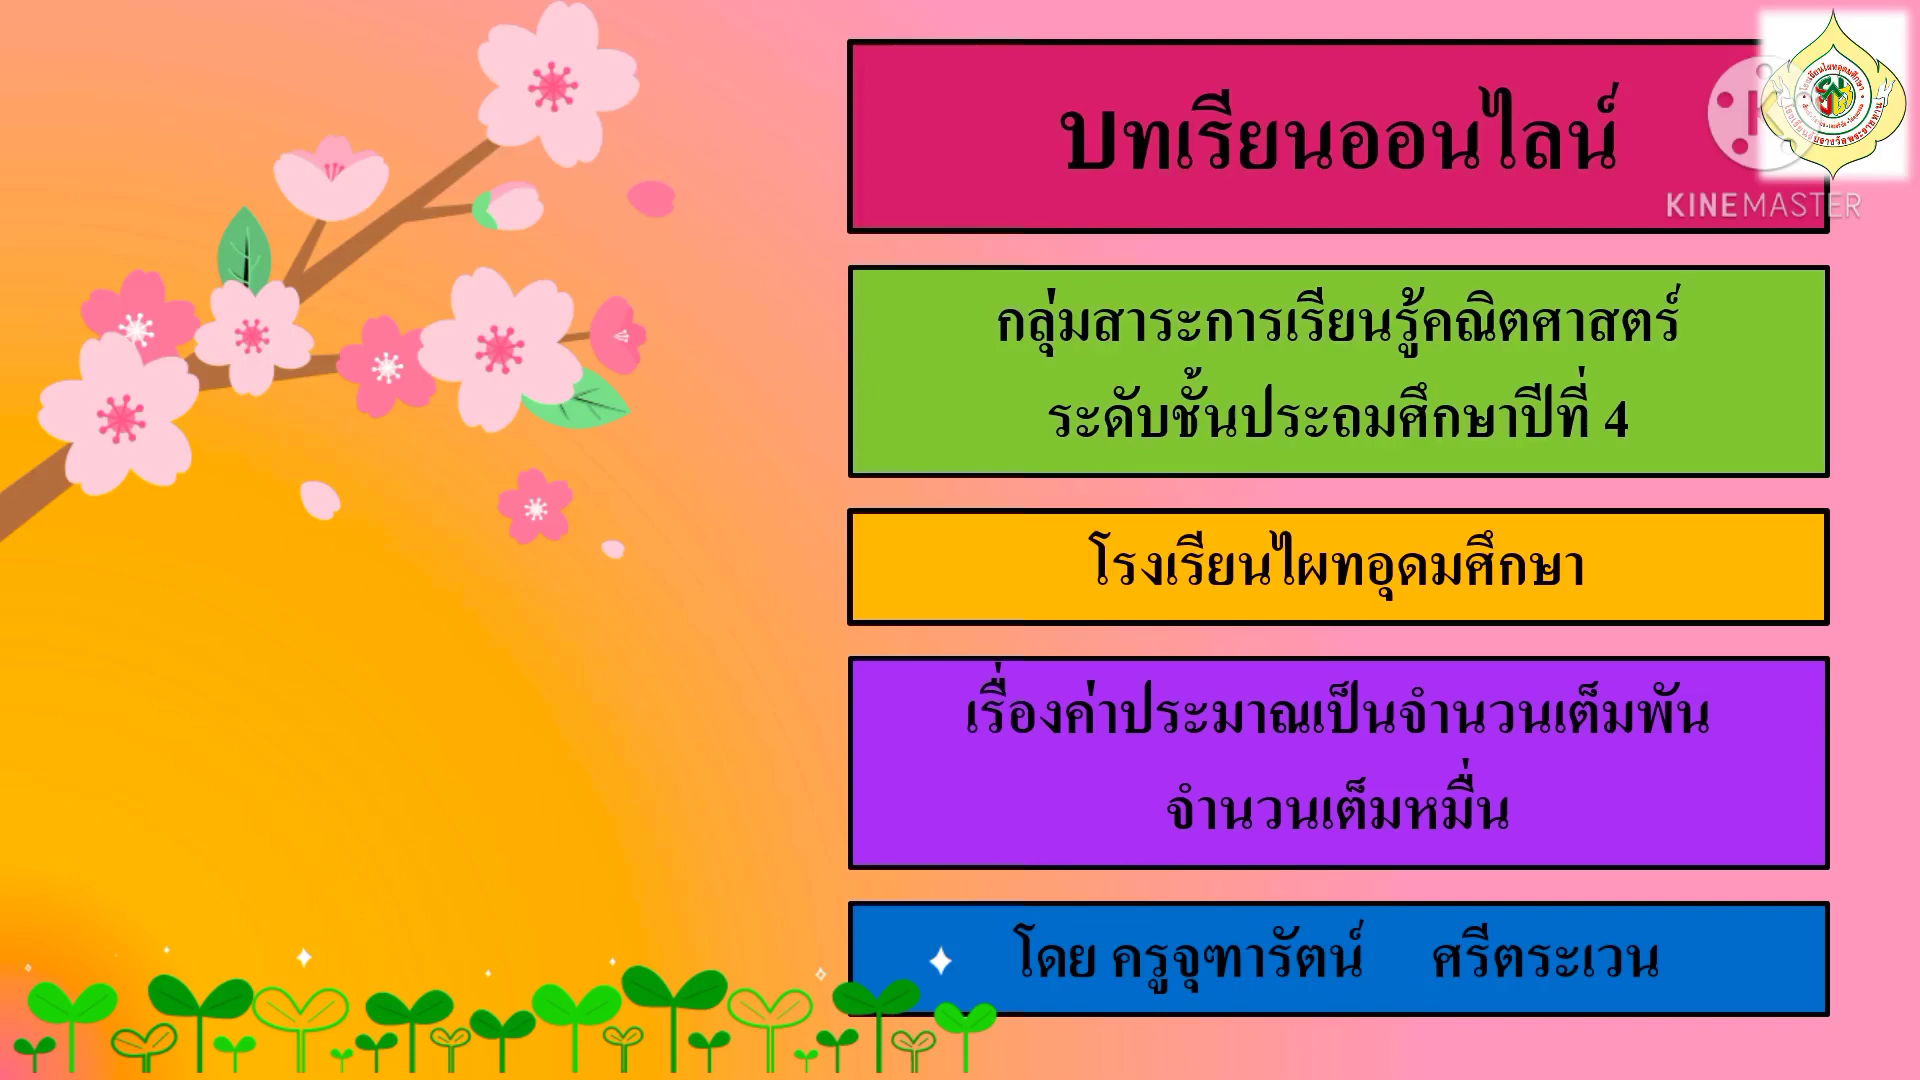 บทเรียนออนไลน์
KINEMASTER
กลุ่มสาระการเรียนรู้คณิตศาสตร์
ระดับชั้นประถมศึกษาปีที่ 4
โรงเรียนไผทอุดมศึกษา
เรื่องค่าประมาณเป็นจำนวนเต็มพัน
จำนวนเต็มหมื่น
โดย ครูจุฑารัตน์ ศรีตระเวน